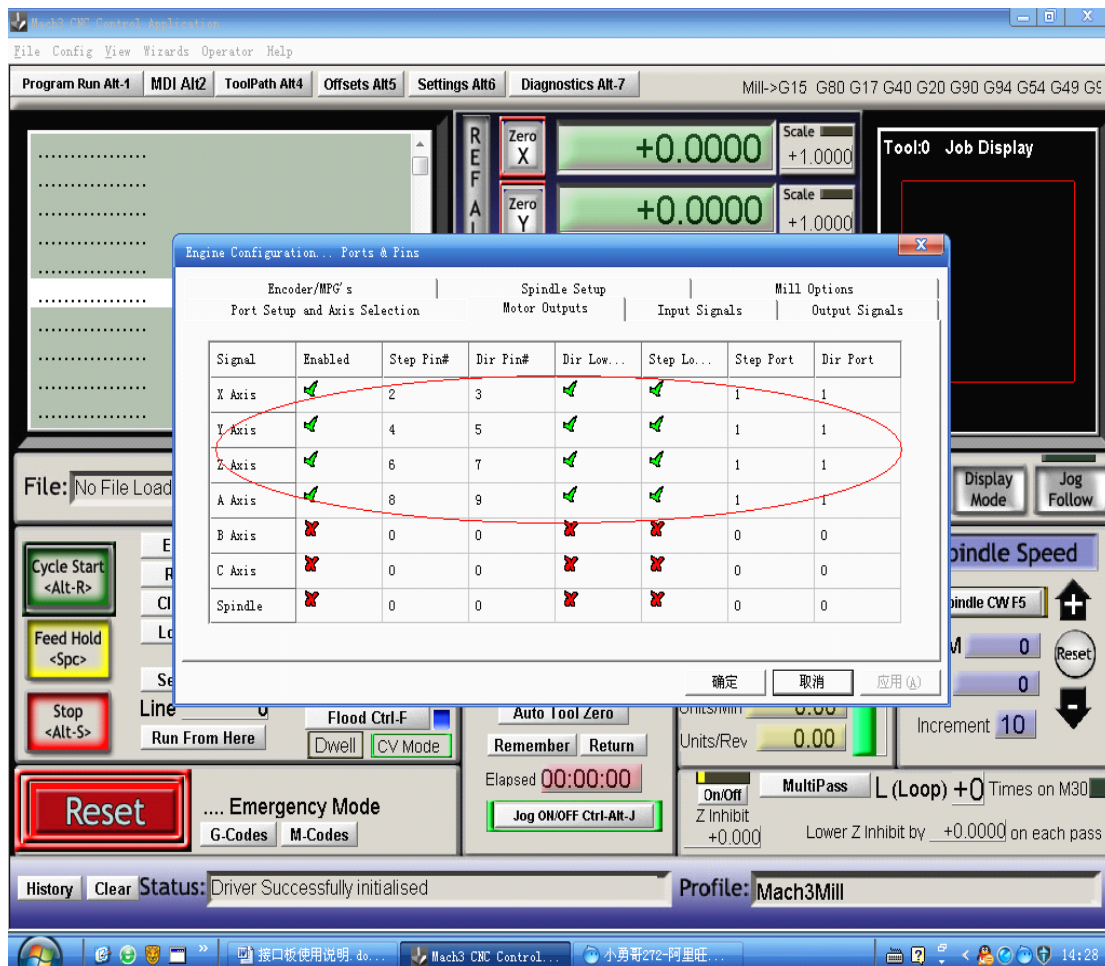 Mach3 CNC Control Application
File Config View Wizards Operator Help
Program Run Alt-1 MDI Alt2 ToolPath Alt4 Offsets Alt5 Settings Alt6 Diagnostics Alt-7 Mill->G15 G80 G17 G40 G20 G90 G94 G54 G49
REF A
Zero X +0.0000 Scale +1.0000
Zero Y +0.0000 Scale +1.0000
Tool:0 Job Display
Engine Configuration... Ports & Pins
Encoder/MPG's Spindle Setup Mill Options
Port Setup and Axis Selection Motor Outputs Input Signals Output Signals
Signal Enabled Step Pin# Dir Pin# Dir Low... Step Lo... Step Port Dir Port
X Axis 2 3 1 1
Y Axis 4 5 1 1
Z Axis 6 7 1 1
A Axis 8 9 1 1
B Axis 0 0 0 0
C Axis 0 0 0 0
Spindle 0 0 0 0
确定 取消 应用(A)
File: No File Load
Display Mode
Jog Follow
Cycle Start <Alt-R>
Feed Hold <Spc>
Stop <Alt-S>
pindle Speed
pindle CW F5
0 Reset
0
Increment 10
Line 0
Run From Here
Flood Ctrl-F
Dwell CV Mode
Auto Tool Zero
Remember Return
Elapsed 00:00:00
Jog ON/OFF Ctrl-Alt-J
Units/Min 0.00
Units/Rev 0.00
Reset
.... Emergency Mode
G-Codes M-Codes
On/Off
Z Inhibit
+0.000
MultiPass L (Loop) +0 Times on M30
Lower Z Inhibit by +0.0000 on each pass
History Clear Status: Driver Successfully initialised
Profile: Mach3Mill
接口板使用说明.do... Mach3 CNC Control... 小勇哥272-阿里旺... 14:28